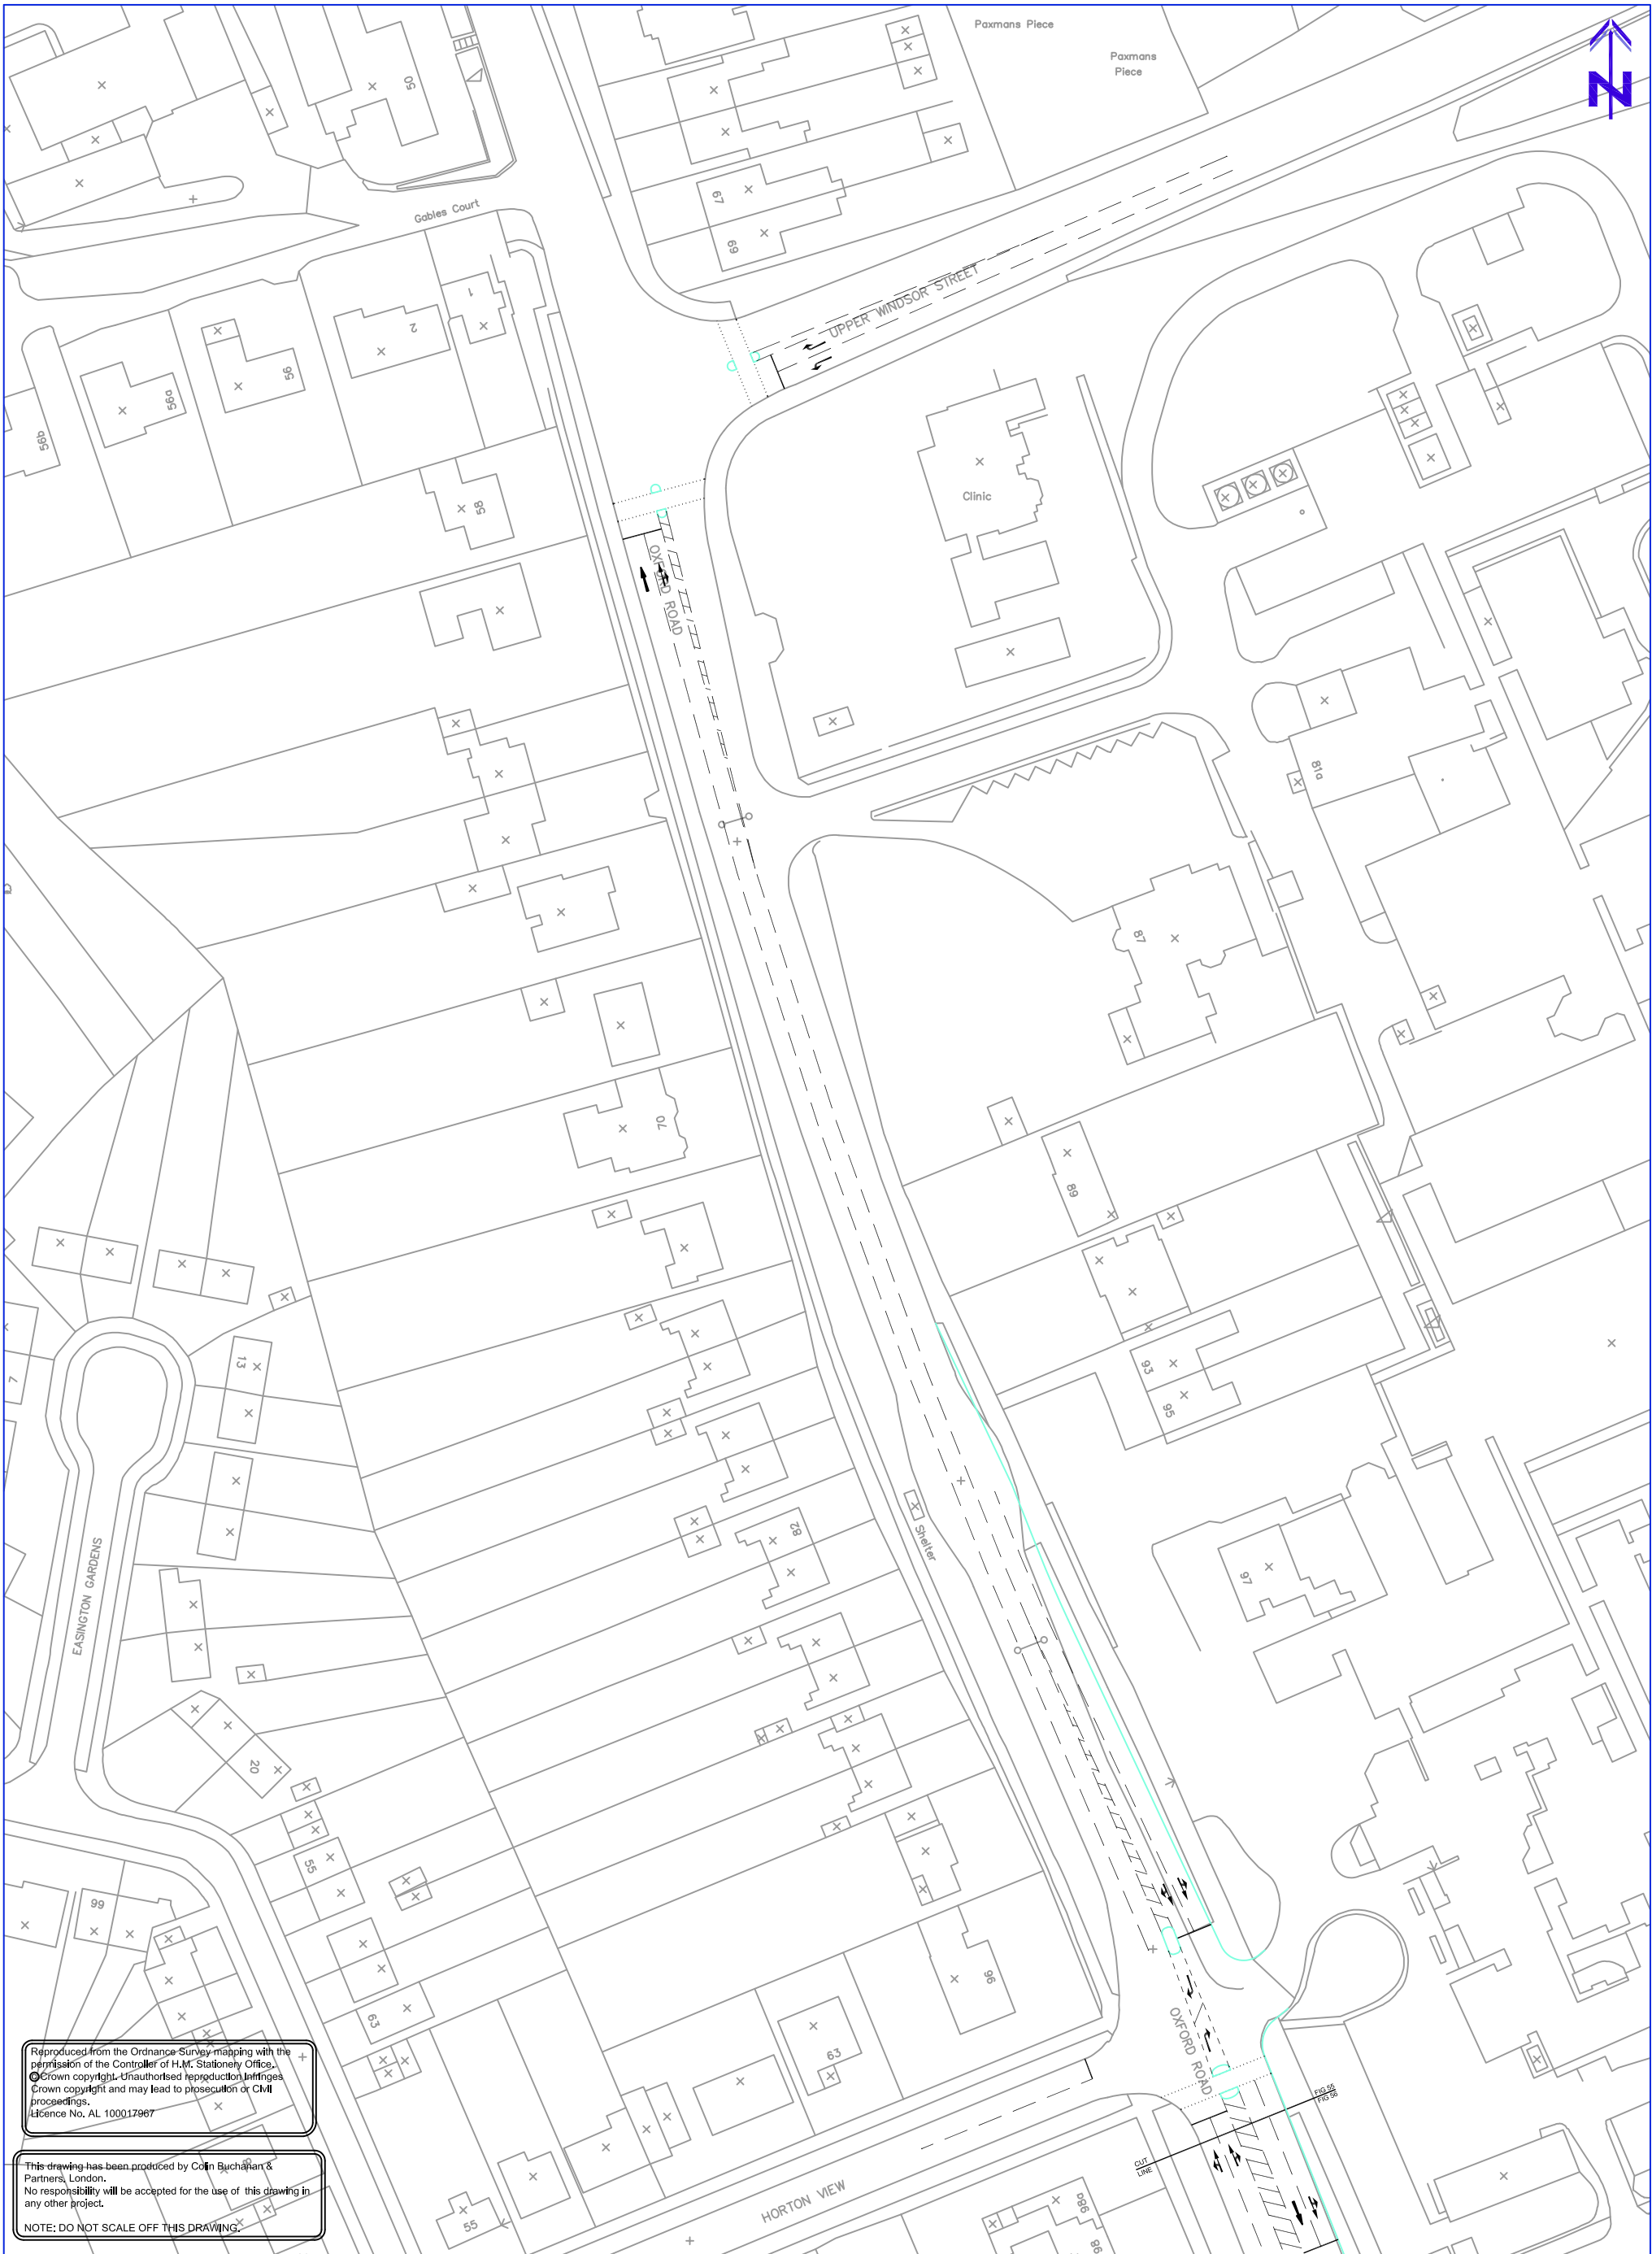 Paxmans Piece
Paxmans
Piece
N
50
Gables Court
67
69
UPPER WINDSOR STREET
1
2
56
56a
56b
58
Clinic
OXFORD ROAD
81a
87
70
89
13
7
93
95
82
Shelter
97
EASINGTON GARDENS
20
55
99
96
63
63
OXFORD ROAD
FIG 55
FIG 56
CUT
LINE
HORTON VIEW
55
98a
98
Reproduced from the Ordnance Survey mapping with the
permission of the Controller of H.M. Stationery Office.
©Crown copyright. Unauthorised reproduction infringes
Crown copyright and may lead to prosecution or Civil
proceedings.
Licence No. AL 100017967
This drawing has been produced by Colin Buchanan &
Partners, London.
No responsibility will be accepted for the use of this drawing in
any other project.
NOTE: DO NOT SCALE OFF THIS DRAWING.